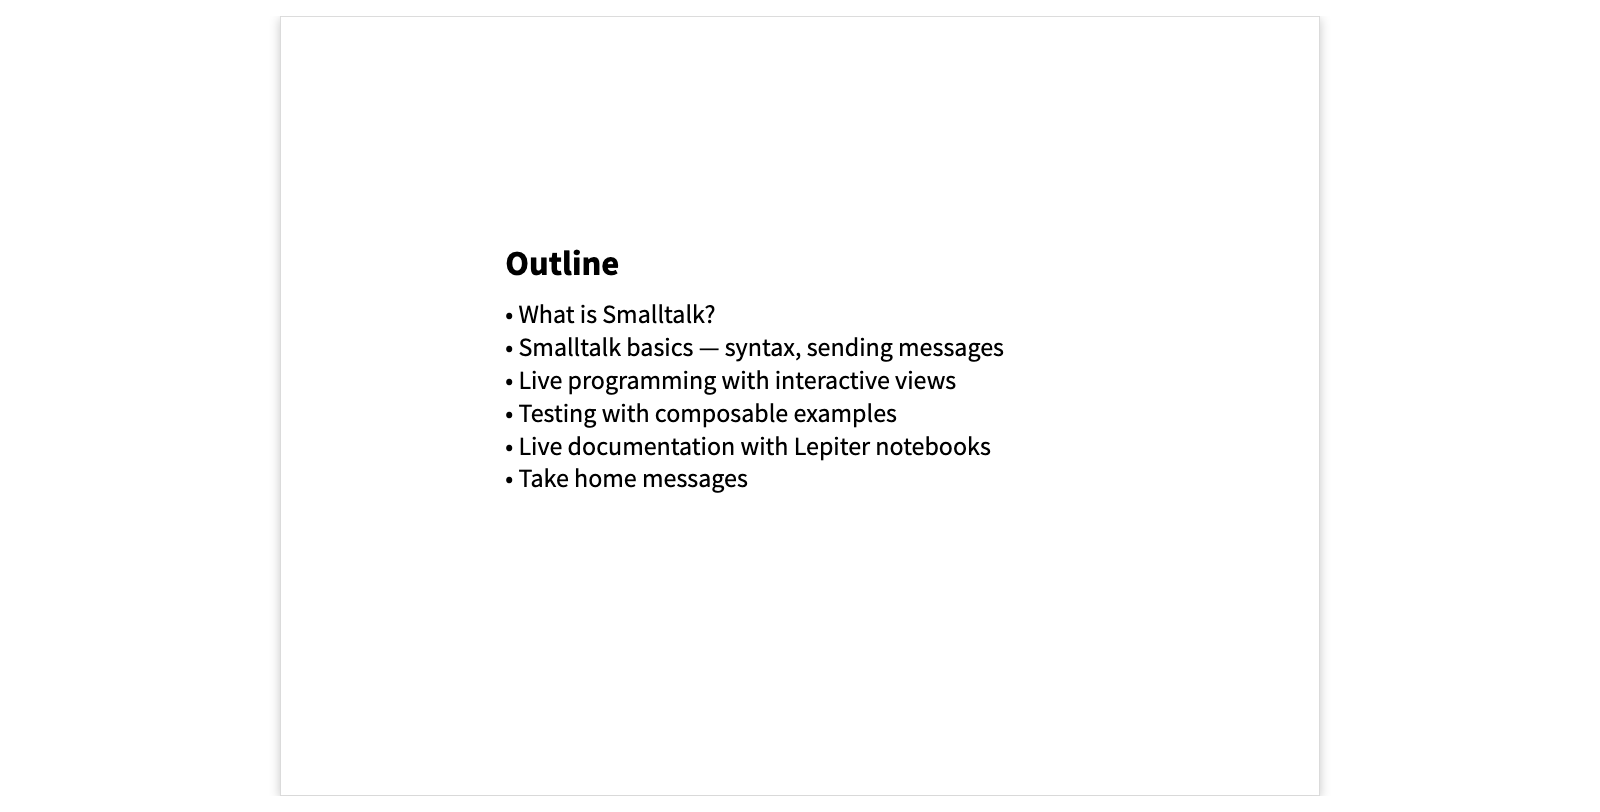 Outline
• What is Smalltalk?
• Smalltalk basics — syntax, sending messages
• Live programming with interactive views
• Testing with composable examples
• Live documentation with Lepiter notebooks
• Take home messages